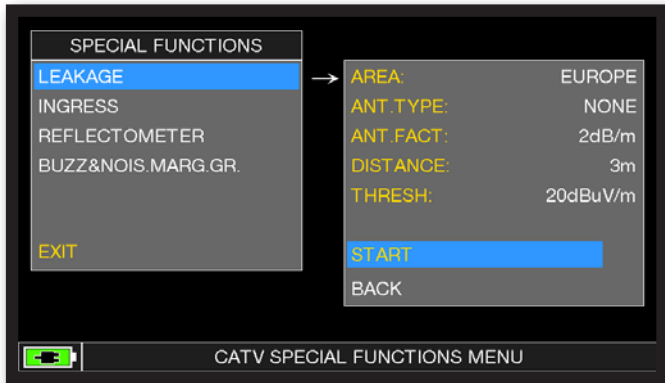 SPECIAL FUNCTIONS
LEAKAGE
INGRESS
REFLECTOMETER
BUZZ&NOIS.MARG.GR.
EXIT
AREA: EUROPE
ANT.TYPE: NONE
ANT.FACT: 2dB/m
DISTANCE: 3m
THRESH: 20dBuV/m
START
BACK
CATV SPECIAL FUNCTIONS MENU